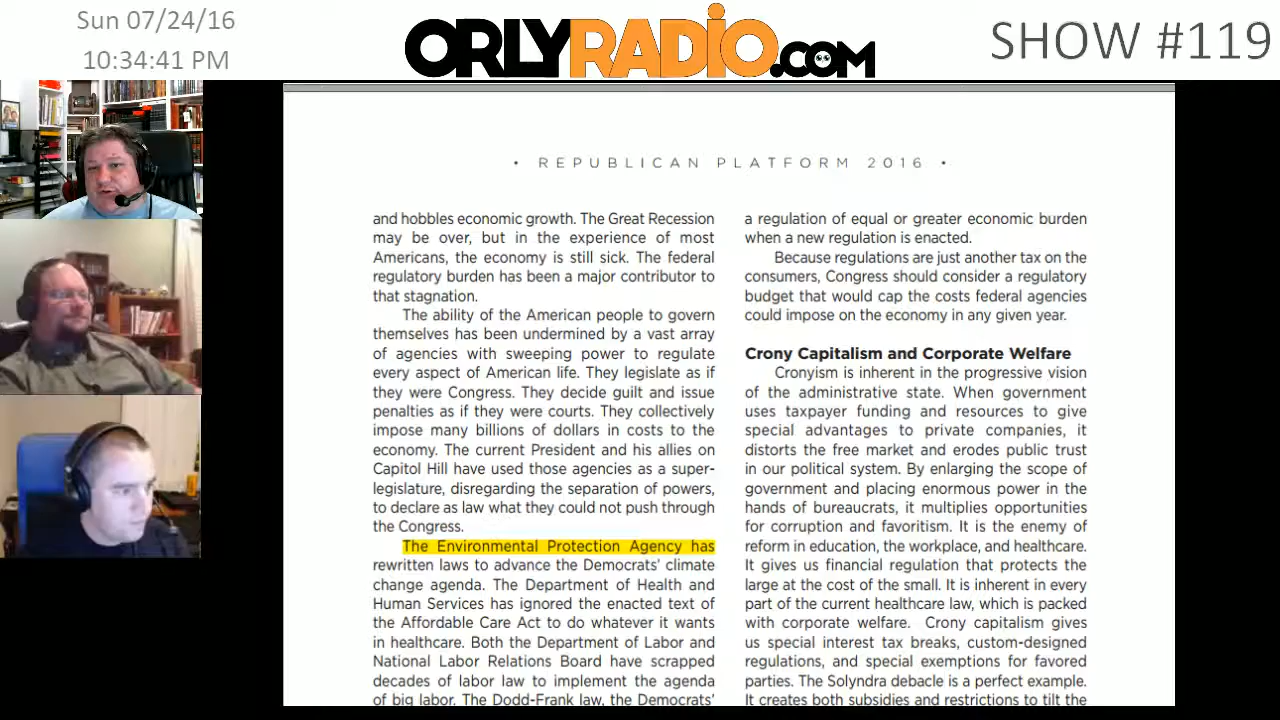 Sun 07/24/16
10:34:41 PM
ORLYRADIO.COM
SHOW #119
• REPUBLICAN PLATFORM 2016 •
and hobbles economic growth. The Great Recession
may be over, but in the experience of most
Americans, the economy is still sick. The federal
regulatory burden has been a major contributor to
that stagnation.
The ability of the American people to govern
themselves has been undermined by a vast array
of agencies with sweeping power to regulate
every aspect of American life. They legislate as if
they were Congress. They decide guilt and issue
penalties as if they were courts. They collectively
impose many billions of dollars in costs to the
economy. The current President and his allies on
Capitol Hill have used those agencies as a super-
legislature, disregarding the separation of powers,
to declare as law what they could not push through
the Congress.
The Environmental Protection Agency has
rewritten laws to advance the Democrats’ climate
change agenda. The Department of Health and
Human Services has ignored the enacted text of
the Affordable Care Act to do whatever it wants
in healthcare. Both the Department of Labor and
National Labor Relations Board have scrapped
decades of labor law to implement the agenda
of big labor. The Dodd-Frank law, the Democrats’
a regulation of equal or greater economic burden
when a new regulation is enacted.
Because regulations are just another tax on the
consumers, Congress should consider a regulatory
budget that would cap the costs federal agencies
could impose on the economy in any given year.
Crony Capitalism and Corporate Welfare
Cronyism is inherent in the progressive vision
of the administrative state. When government
uses taxpayer funding and resources to give
special advantages to private companies, it
distorts the free market and erodes public trust
in our political system. By enlarging the scope of
government and placing enormous power in the
hands of bureaucrats, it multiplies opportunities
for corruption and favoritism. It is the enemy of
reform in education, the workplace, and healthcare.
It gives us financial regulation that protects the
large at the cost of the small. It is inherent in every
part of the current healthcare law, which is packed
with corporate welfare. Crony capitalism gives
us special interest tax breaks, custom-designed
regulations, and special exemptions for favored
parties. The Solyndra debacle is a perfect example.
It creates both subsidies and restrictions to tilt the